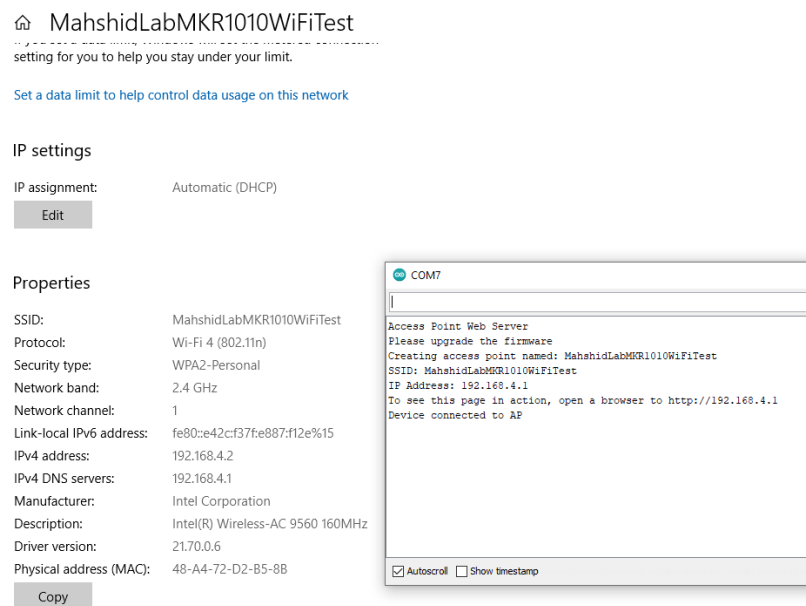 MahshidLabMKR1010WiFiTest
setting for you to help you stay under your limit.
Set a data limit to help control data usage on this network
IP settings
IP assignment: Automatic (DHCP)
Edit
Properties
SSID: MahshidLabMKR1010WiFiTest
Protocol: Wi-Fi 4 (802.11n)
Security type: WPA2-Personal
Network band: 2.4 GHz
Network channel: 1
Link-local IPv6 address: fe80::e42c:f37f:e887:f12e%15
IPv4 address: 192.168.4.2
IPv4 DNS servers: 192.168.4.1
Manufacturer: Intel Corporation
Description: Intel(R) Wireless-AC 9560 160MHz
Driver version: 21.70.0.6
Physical address (MAC): 48-A4-72-D2-B5-8B
Copy
COM7
Access Point Web Server
Please upgrade the firmware
Creating access point named: MahshidLabMKR1010WiFiTest
SSID: MahshidLabMKR1010WiFiTest
IP Address: 192.168.4.1
To see this page in action, open a browser to http://192.168.4.1
Device connected to AP
Autoscroll Show timestamp